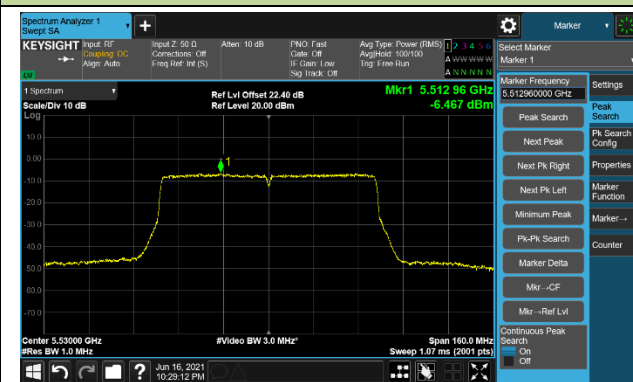 Spectrum Analyzer 1
Swept SA
+
Marker
KEYSIGHT
Input: RF
Coupling: DC
Align: Auto
Input Z: 50 Ω
Corrections: Off
Freq Ref: Int (S)
Atten: 10 dB
PNO: Fast
Gate: Off
IF Gain: Low
Sig Track: Off
Avg Type: Power (RMS)
Avg|Hold: 100/100
Trig: Free Run
1 2 3 4 5 6
A W W W W W
A N N N N N
Select Marker
Marker 1
1 Spectrum
Scale/Div 10 dB
Log
Ref Lvl Offset 22.40 dB
Ref Level 20.00 dBm
Mkr1 5.512 96 GHz
-6.467 dBm
1
10.0
0.00
-10.0
-20.0
-30.0
-40.0
-50.0
-60.0
-70.0
Center 5.53000 GHz
#Res BW 1.0 MHz
#Video BW 3.0 MHz*
Span 160.0 MHz
Sweep 1.07 ms (2001 pts)
Marker Frequency
5.512960000 GHz
Peak Search
Next Peak
Next Pk Right
Next Pk Left
Minimum Peak
Pk-Pk Search
Marker Delta
Mkr→CF
Mkr→Ref Lvl
Continuous Peak
Search
On
Off
Settings
Peak
Search
Pk Search
Config
Properties
Marker
Function
Marker→
Counter
?
Jun 16, 2021
10:29:12 PM